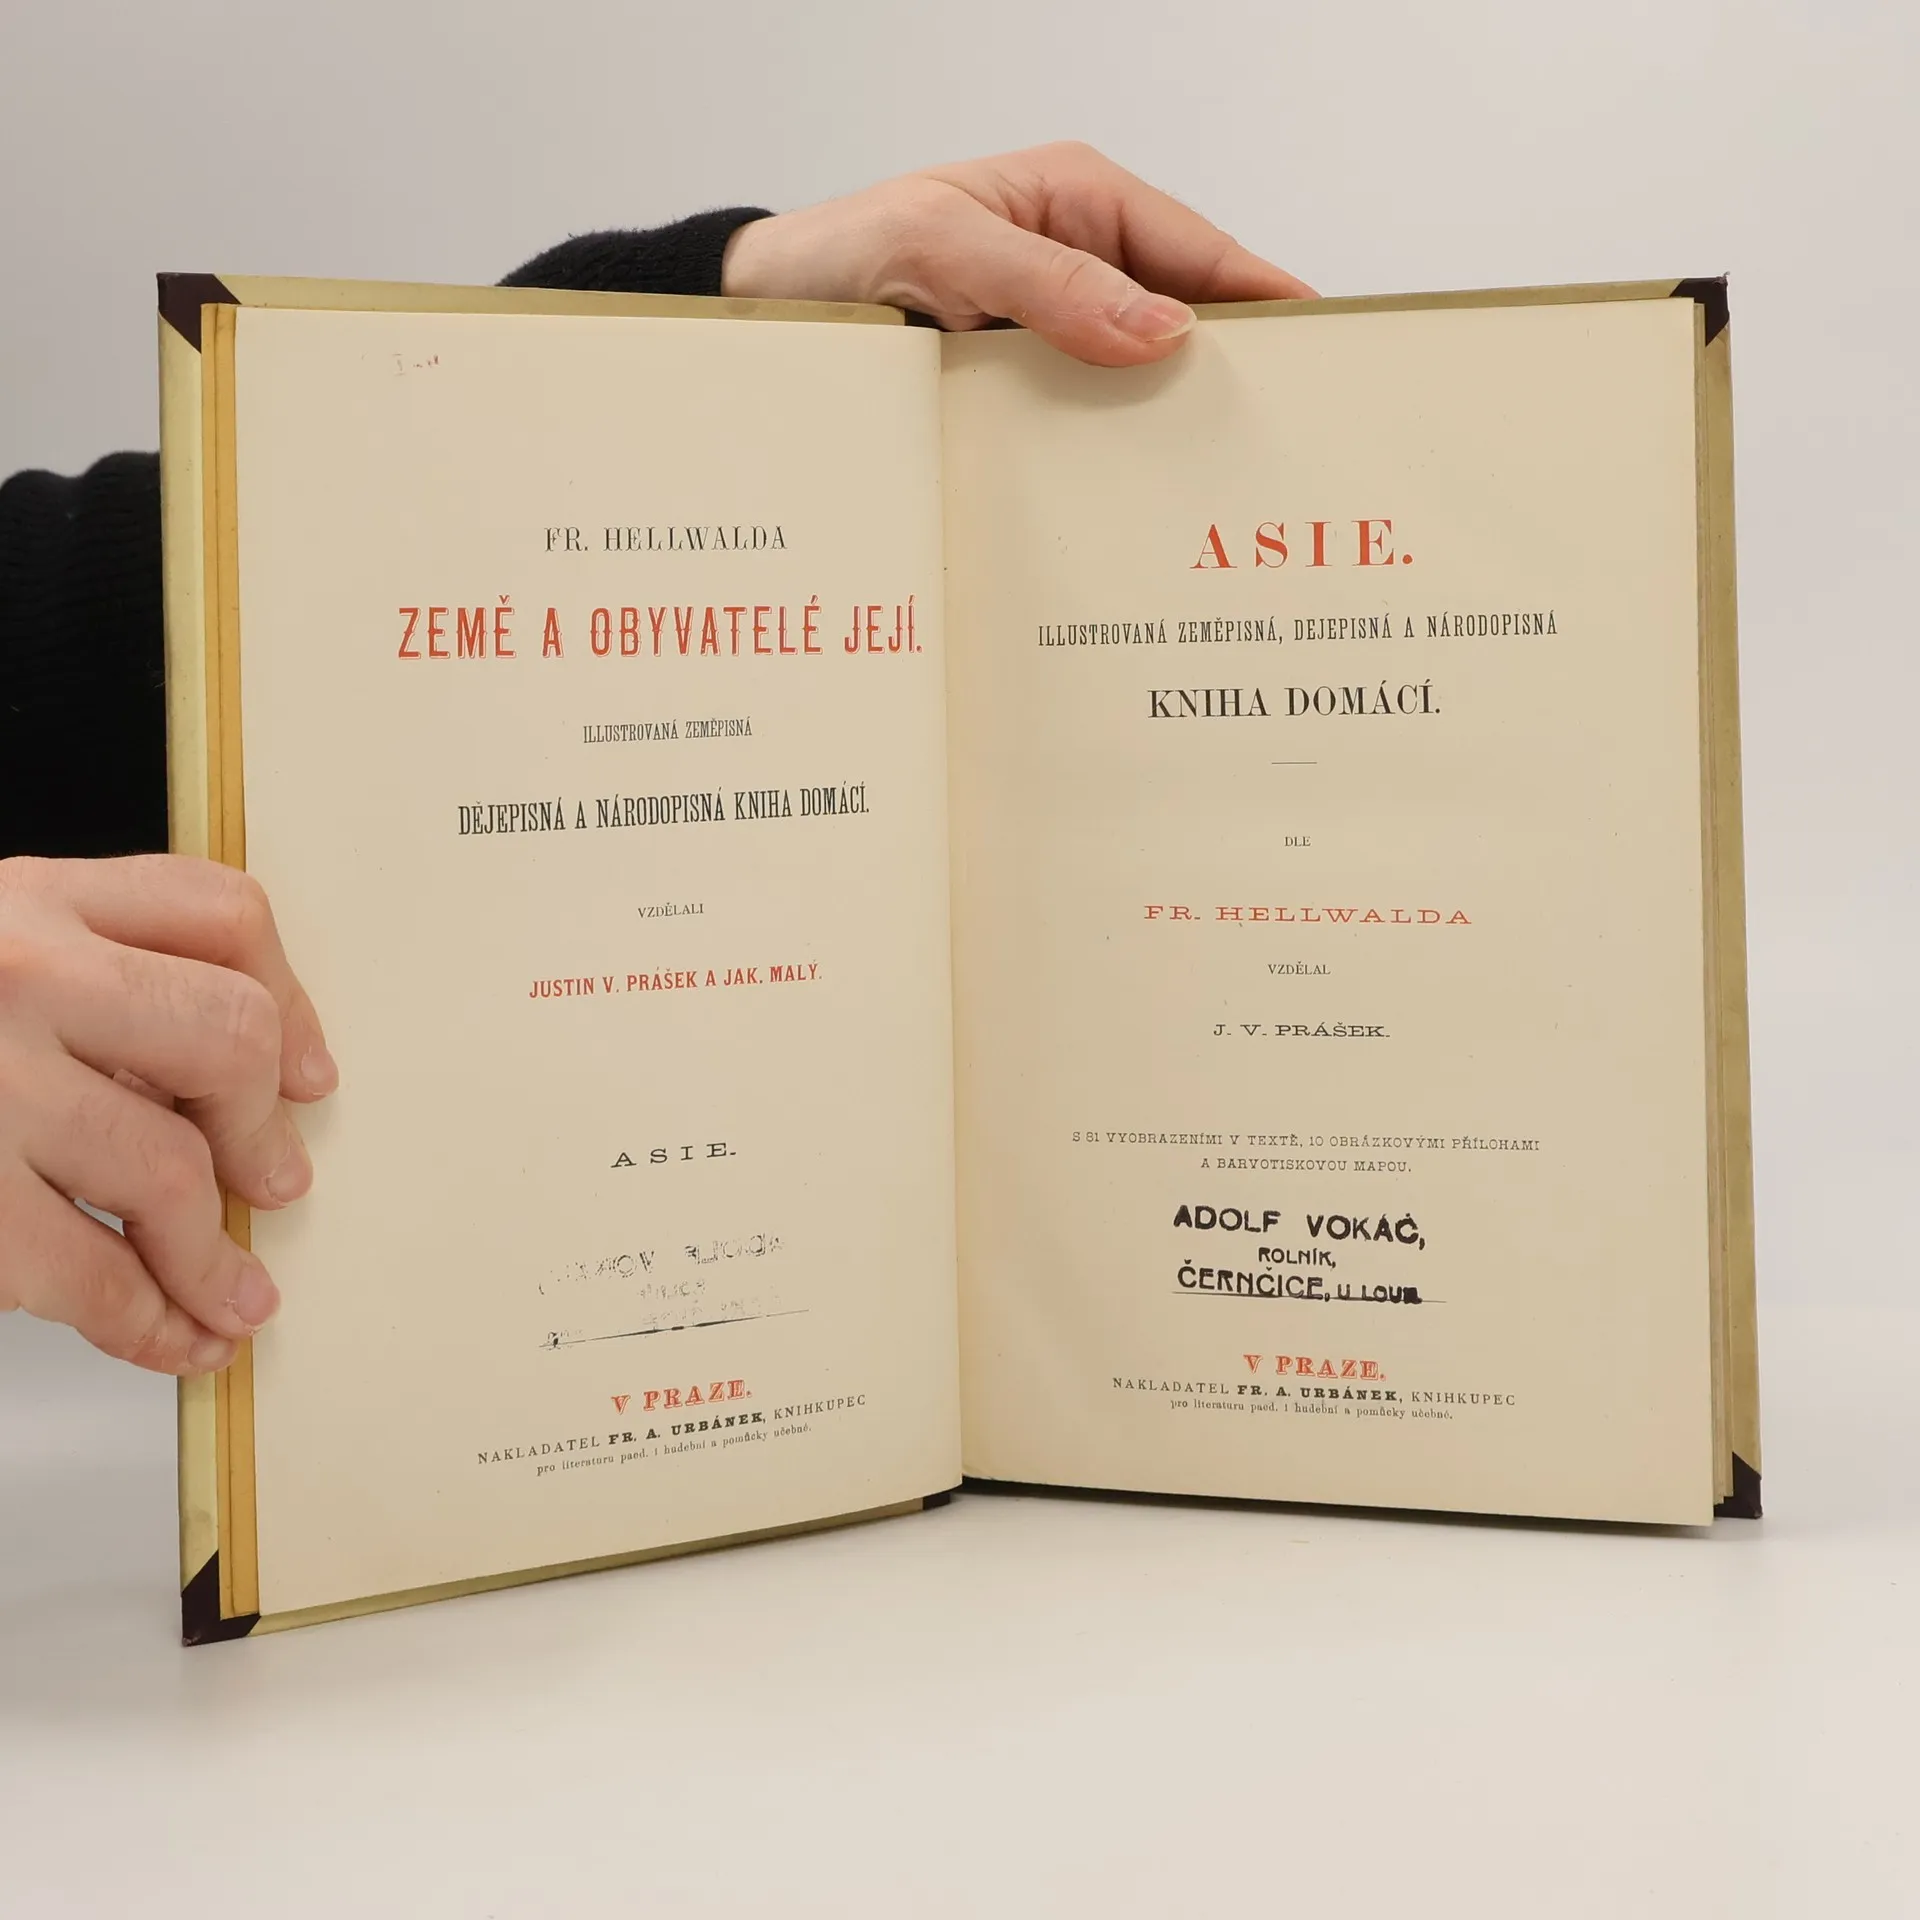 FR. HELLWALDA
ZEMĚ A OBYVATELÉ JEJÍ.
ILLUSTROVANÁ ZEMĚPISNÁ
DĚJEPISNÁ A NÁRODOPISNÁ KNIHA DOMÁCÍ.
VZDĚLALI
JUSTIN V. PRÁŠEK A JAK. MALÝ.
ASIE.
V PRAZE.
NAKLADATEL FR. A. URBÁNEK, KNIHKUPEC
pro literaturu paed. i hudební a pomůcky učebné.
ASIE.
ILLUSTROVANÁ ZEMĚPISNÁ, DEJEPISNÁ A NÁRODOPISNÁ
KNIHA DOMÁCÍ.
DLE
FR. HELLWALDA
VZDĚLAL
J. V. PRÁŠEK.
S 81 VYOBRAZENÍMI V TEXTĚ, 10 OBRÁZKOVÝMI PŘÍLOHAMI
A BARVOTISKOVOU MAPOU.
ADOLF VOKÁČ,
ROLNÍK,
ČERNČICE, U LOUN
V PRAZE.
NAKLADATEL FR. A. URBÁNEK, KNIHKUPEC
pro literaturu paed. i hudební a pomůcky učebné.